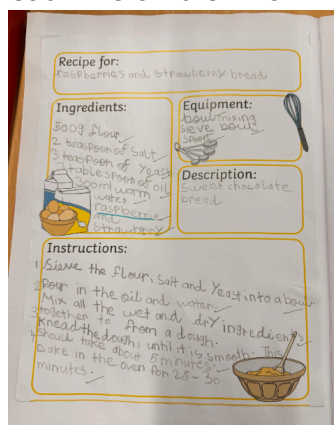 Recipe for:
raspberries and strawberry bread
Ingredients:
500g flour
2 teaspoon of salt
3 teaspoon of yeast
2 tablespoon of oil
300ml warm
water
raspberrie
and
strawberry
Equipment:
bowl mixing
sieve bowl
spoon
Description:
Sweet chocolate
bread
Instructions:
1 Sieve the flour, salt and yeast into a bowl
2 Pour in the oil and water.
Mix all the wet and dry ingredients
3 together to from a dough.
knead the dough, until it is smooth. This
4 should take about 5 minutes.
Bake in the oven for 25-30
minutes.